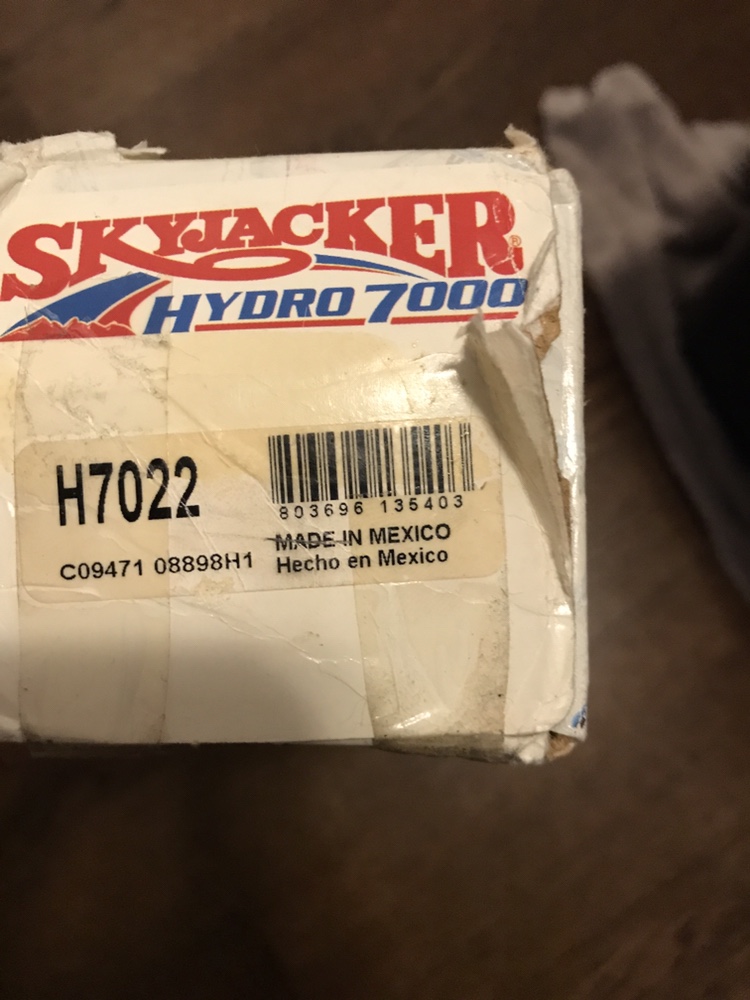 SKYJACKER®
HYDRO 7000
H7022
803696 135403
MADE IN MEXICO
C09471 08898H1
Hecho en Mexico